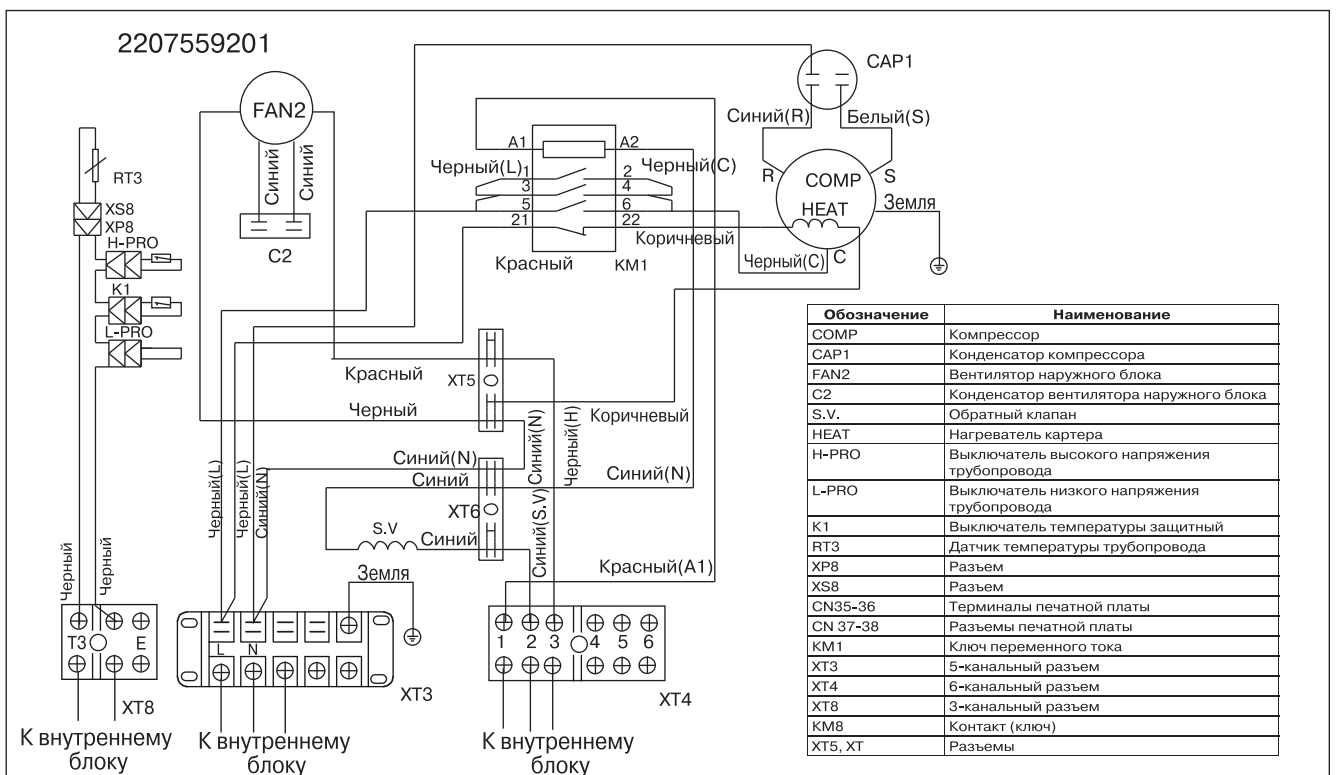 2207559201
FAN2
CAP1
Синий(R)
Белый(S)
A1
A2
Черный(L)
Черный(C)
1
2
3
4
5
6
21
22
Красный
KM1
Коричневый
Черный(C)
R
COMP
S
HEAT
C
Земля
RT3
XS8
XP8
H-PRO
K1
L-PRO
Синий
Синий
C2
Красный
XT5
Черный
Коричневый
Синий(N)
Черный(H)
Синий(N)
Синий
Синий(N)
XT6
S.V
Синий
Синий(S.V)
Красный(A1)
Черный(L)
Черный(L)
Синий(N)
Черный
Черный
Земля
T3
E
XT8
L
N
XT3
1
2
3
4
5
6
XT4
К внутреннему
блоку
К внутреннему
блоку
К внутреннему
блоку
Обозначение Наименование
COMP Компрессор
CAP1 Конденсатор компрессора
FAN2 Вентилятор наружного блока
C2 Конденсатор вентилятора наружного блока
S.V. Обратный клапан
HEAT Нагреватель картера
H-PRO Выключатель высокого напряжения
трубопровода
L-PRO Выключатель низкого напряжения
трубопровода
K1 Выключатель температуры защитный
RT3 Датчик температуры трубопровода
XP8 Разъем
XS8 Разъем
CN35-36 Терминалы печатной платы
CN 37-38 Разъемы печатной платы
KM1 Ключ переменного тока
XT3 5-канальный разъем
XT4 6-канальный разъем
XT8 3-канальный разъем
KM8 Контакт (ключ)
XT5, XT Разъемы